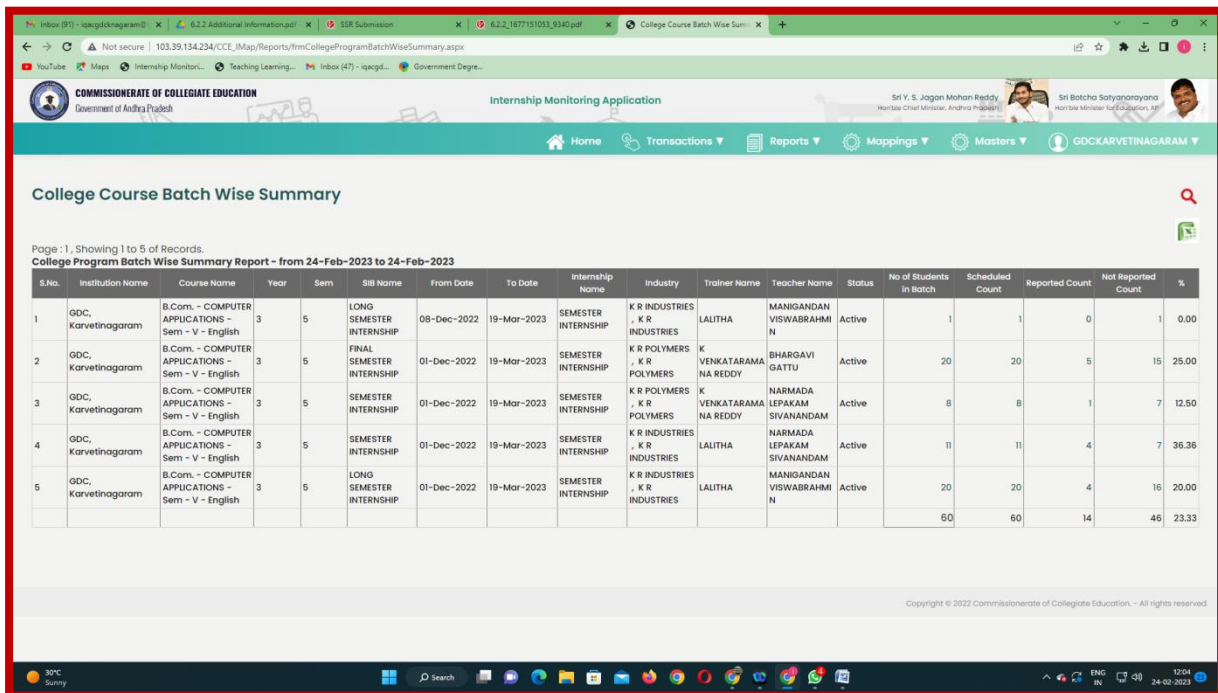 Inbox (91) - iqacgdcknagaram@
6.2.2 Additional Information.pdf
SSR Submission
6.2.2_1677151053_9340.pdf
College Course Batch Wise Sum
Not secure | 103.39.134.234/CCE_IMap/Reports/frmCollegeProgramBatchWiseSummary.aspx
YouTube Maps Internship Monitori... Teaching Learning... Inbox (47) - iqacgd... Government Degre...
COMMISSIONERATE OF COLLEGIATE EDUCATION
Government of Andhra Pradesh
Internship Monitoring Application
Sri Y. S. Jagan Mohan Reddy
Hon'ble Chief Minister, Andhra Pradesh
Sri Botcha Satyanarayana
Hon'ble Minister for Education, AP
Home Transactions ▼ Reports ▼ Mappings ▼ Masters ▼ GDCKARVETINAGARAM ▼
College Course Batch Wise Summary
Page : 1 , Showing 1 to 5 of Records.
College Program Batch Wise Summary Report - from 24-Feb-2023 to 24-Feb-2023
S.No. Institution Name Course Name Year Sem SIB Name From Date To Date Internship Name Industry Trainer Name Teacher Name Status No of Students in Batch Scheduled Count Reported Count Not Reported Count %
1 GDC, Karvetinagaram B.Com. - COMPUTER APPLICATIONS - Sem - V - English 3 5 LONG SEMESTER INTERNSHIP 08-Dec-2022 19-Mar-2023 SEMESTER INTERNSHIP K R INDUSTRIES , K R INDUSTRIES LALITHA MANIGANDAN VISWABRAHMI N Active 1 1 0 1 0.00
2 GDC, Karvetinagaram B.Com. - COMPUTER APPLICATIONS - Sem - V - English 3 5 FINAL SEMESTER INTERNSHIP 01-Dec-2022 19-Mar-2023 SEMESTER INTERNSHIP K R POLYMERS , K R POLYMERS K VENKATARAMA NA REDDY BHARGAVI GATTU Active 20 20 5 15 25.00
3 GDC, Karvetinagaram B.Com. - COMPUTER APPLICATIONS - Sem - V - English 3 5 SEMESTER INTERNSHIP 01-Dec-2022 19-Mar-2023 SEMESTER INTERNSHIP K R POLYMERS , K R POLYMERS K VENKATARAMA NA REDDY NARMADA LEPAKAM SIVANANDAM Active 8 8 1 7 12.50
4 GDC, Karvetinagaram B.Com. - COMPUTER APPLICATIONS - Sem - V - English 3 5 SEMESTER INTERNSHIP 01-Dec-2022 19-Mar-2023 SEMESTER INTERNSHIP K R INDUSTRIES , K R INDUSTRIES LALITHA NARMADA LEPAKAM SIVANANDAM Active 11 11 4 7 36.36
5 GDC, Karvetinagaram B.Com. - COMPUTER APPLICATIONS - Sem - V - English 3 5 LONG SEMESTER INTERNSHIP 01-Dec-2022 19-Mar-2023 SEMESTER INTERNSHIP K R INDUSTRIES , K R INDUSTRIES LALITHA MANIGANDAN VISWABRAHMI N Active 20 20 4 16 20.00
60 60 14 46 23.33
Copyright © 2022 Commissionerate of Collegiate Education. - All rights reserved.
30°C
Sunny
Search
ENG
IN
12:04
24-02-2023